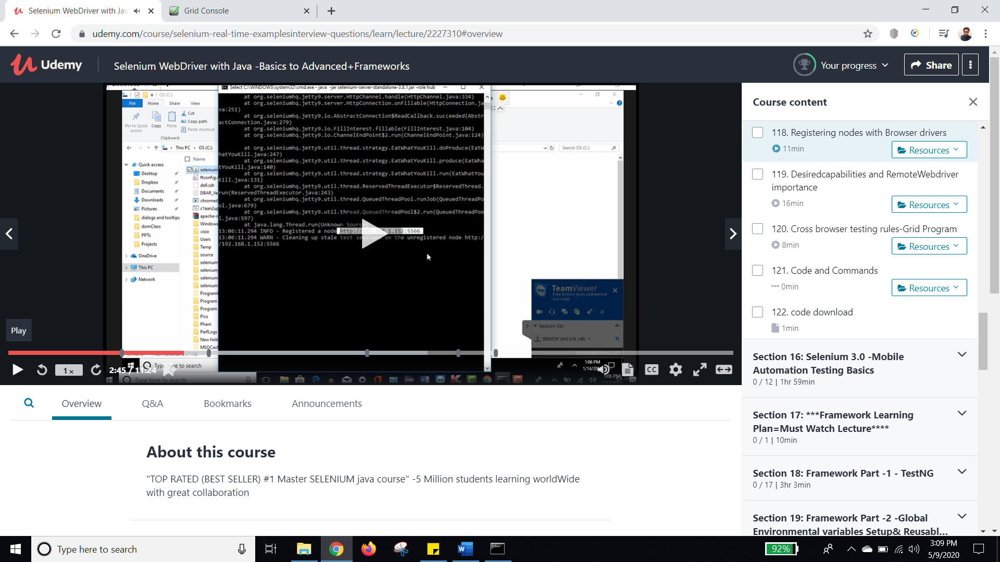 Selenium WebDriver with Jav
Grid Console
udemy.com/course/selenium-real-time-examplesinterview-questions/learn/lecture/2227310#overview
Udemy
Selenium WebDriver with Java -Basics to Advanced+Frameworks
Your progress
Share
Select C:\WINDOWS\system32\cmd.exe - java -jar selenium-server-standalone-3.8.1.jar -role hub
OS (C:)
File Home Share View
Pin to Quick access
Copy
Paste
Cut
Copy path
Paste shortcut
Clipboard
This PC > OS (C:)
Search OS (C:)
Name
Quick access
Desktop
Dropbox
Documents
Downloads
Pictures
dialogs and tooltips
domClass
PPTs
Projects
OneDrive
This PC
Network
selenium
ftconfig.i
dell.sdr
DBAR_Ve
chromed
c1ean2up
apache-n
Windows
visio
Users
Temp
source
selenium
selenium
selenium
selenium
Program
Program
Program
Pics
Phani
PerfLogs
New fold
MSOCac
at org.seleniumhq.jetty9.server.HttpChannel.handle(HttpChannel.java:334)
at org.seleniumhq.jetty9.server.HttpConnection.onFillable(HttpConnection.ja
va:251)
at org.seleniumhq.jetty9.io.AbstractConnection$ReadCallback.succeeded(Abstr
actConnection.java:279)
at org.seleniumhq.jetty9.io.FillInterest.fillable(FillInterest.java:104)
at org.seleniumhq.jetty9.io.ChannelEndPoint$2.run(ChannelEndPoint.java:124)
at org.seleniumhq.jetty9.util.thread.strategy.EatWhatYouKill.doProduce(EatW
hatYouKill.java:247)
at org.seleniumhq.jetty9.util.thread.strategy.EatWhatYouKill.produce(EatWha
tYouKill.java:140)
at org.seleniumhq.jetty9.util.thread.strategy.EatWhatYouKill.run(EatWhatYou
Kill.java:131)
at org.seleniumhq.jetty9.util.thread.ReservedThreadExecutor$ReservedThread.
run(ReservedThreadExecutor.java:243)
at org.seleniumhq.jetty9.util.thread.QueuedThreadPool.runJob(QueuedThreadPo
ol.java:679)
at org.seleniumhq.jetty9.util.thread.QueuedThreadPool$2.run(QueuedThreadPoo
l.java:597)
at java.lang.Thread.run(Unknown Source)
13:06:11.294 INFO - Registered a node http://192.168.1.152:5566
13:06:11.294 WARN - Cleaning up stale test sessions on the unregistered node http:/
/192.168.1.152:5566
TeamViewer
Free license (non-commercial
use only)
Session list
DESKTOP (942 076 148)
www.teamviewer.com
Type here to search
1:06 PM
Type here to search
1:06 PM
Play
1x
2:45 / 11:24
CC
Overview
Q&A
Bookmarks
Announcements
About this course
"TOP RATED (BEST SELLER) #1 Master SELENIUM java course" -5 Million students learning worldWide
with great collaboration
Course content
118. Registering nodes with Browser drivers
11min
Resources
119. Desiredcapabilities and RemoteWebdriver
importance
16min
Resources
120. Cross browser testing rules-Grid Program
8min
Resources
121. Code and Commands
0min
Resources
122. code download
1min
Section 16: Selenium 3.0 -Mobile
Automation Testing Basics
0 / 12 | 1hr 59min
Section 17: ***Framework Learning
Plan=Must Watch Lecture****
0 / 1 | 10min
Section 18: Framework Part -1 - TestNG
0 / 17 | 3hr 3min
Section 19: Framework Part -2 -Global
Environmental variables Setup& Reusabl...
Type here to search
92%
3:09 PM
5/9/2020